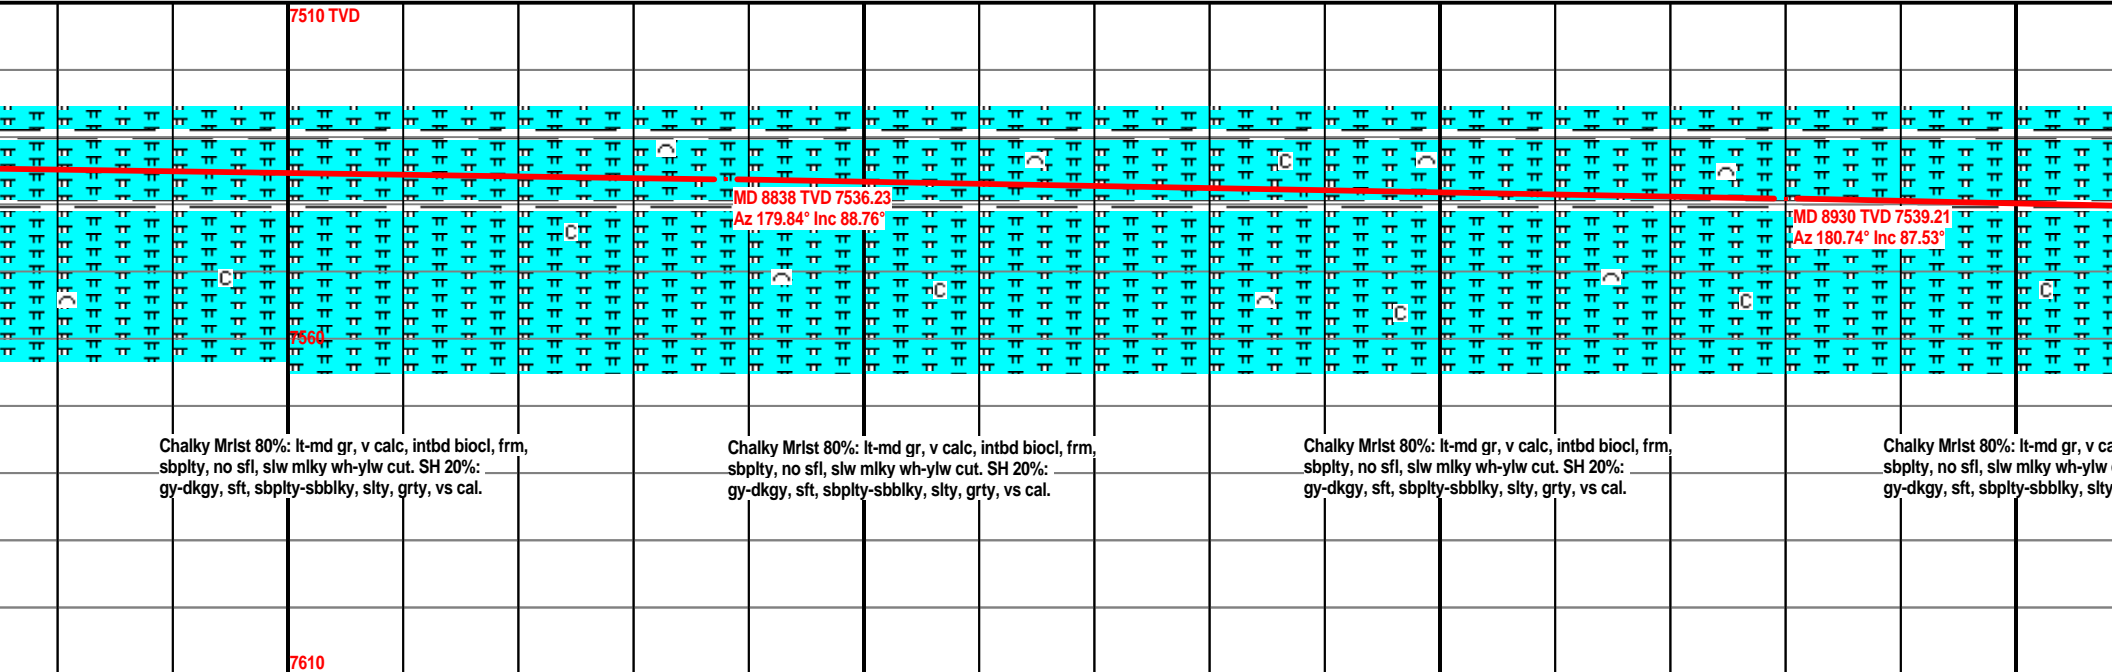 7510 TVD
MD 8838 TVD 7536.23
Az 179.84° Inc 88.76°
MD 8930 TVD 7539.21
Az 180.74° Inc 87.53°
C
C
C
C
C
C
C
7560
Chalky Mrlst 80%: lt-md gr, v calc, intbd biocl, frm,
sbplty, no sfl, slw mlky wh-ylw cut. SH 20%:
gy-dkgy, sft, sbplty-sbblky, slty, grty, vs cal.
Chalky Mrlst 80%: lt-md gr, v calc, intbd biocl, frm,
sbplty, no sfl, slw mlky wh-ylw cut. SH 20%:
gy-dkgy, sft, sbplty-sbblky, slty, grty, vs cal.
Chalky Mrlst 80%: lt-md gr, v calc, intbd biocl, frm,
sbplty, no sfl, slw mlky wh-ylw cut. SH 20%:
gy-dkgy, sft, sbplty-sbblky, slty, grty, vs cal.
Chalky Mrlst 80%: lt-md gr, v ca
sbplty, no sfl, slw mlky wh-ylw
gy-dkgy, sft, sbplty-sbblky, slty
7610